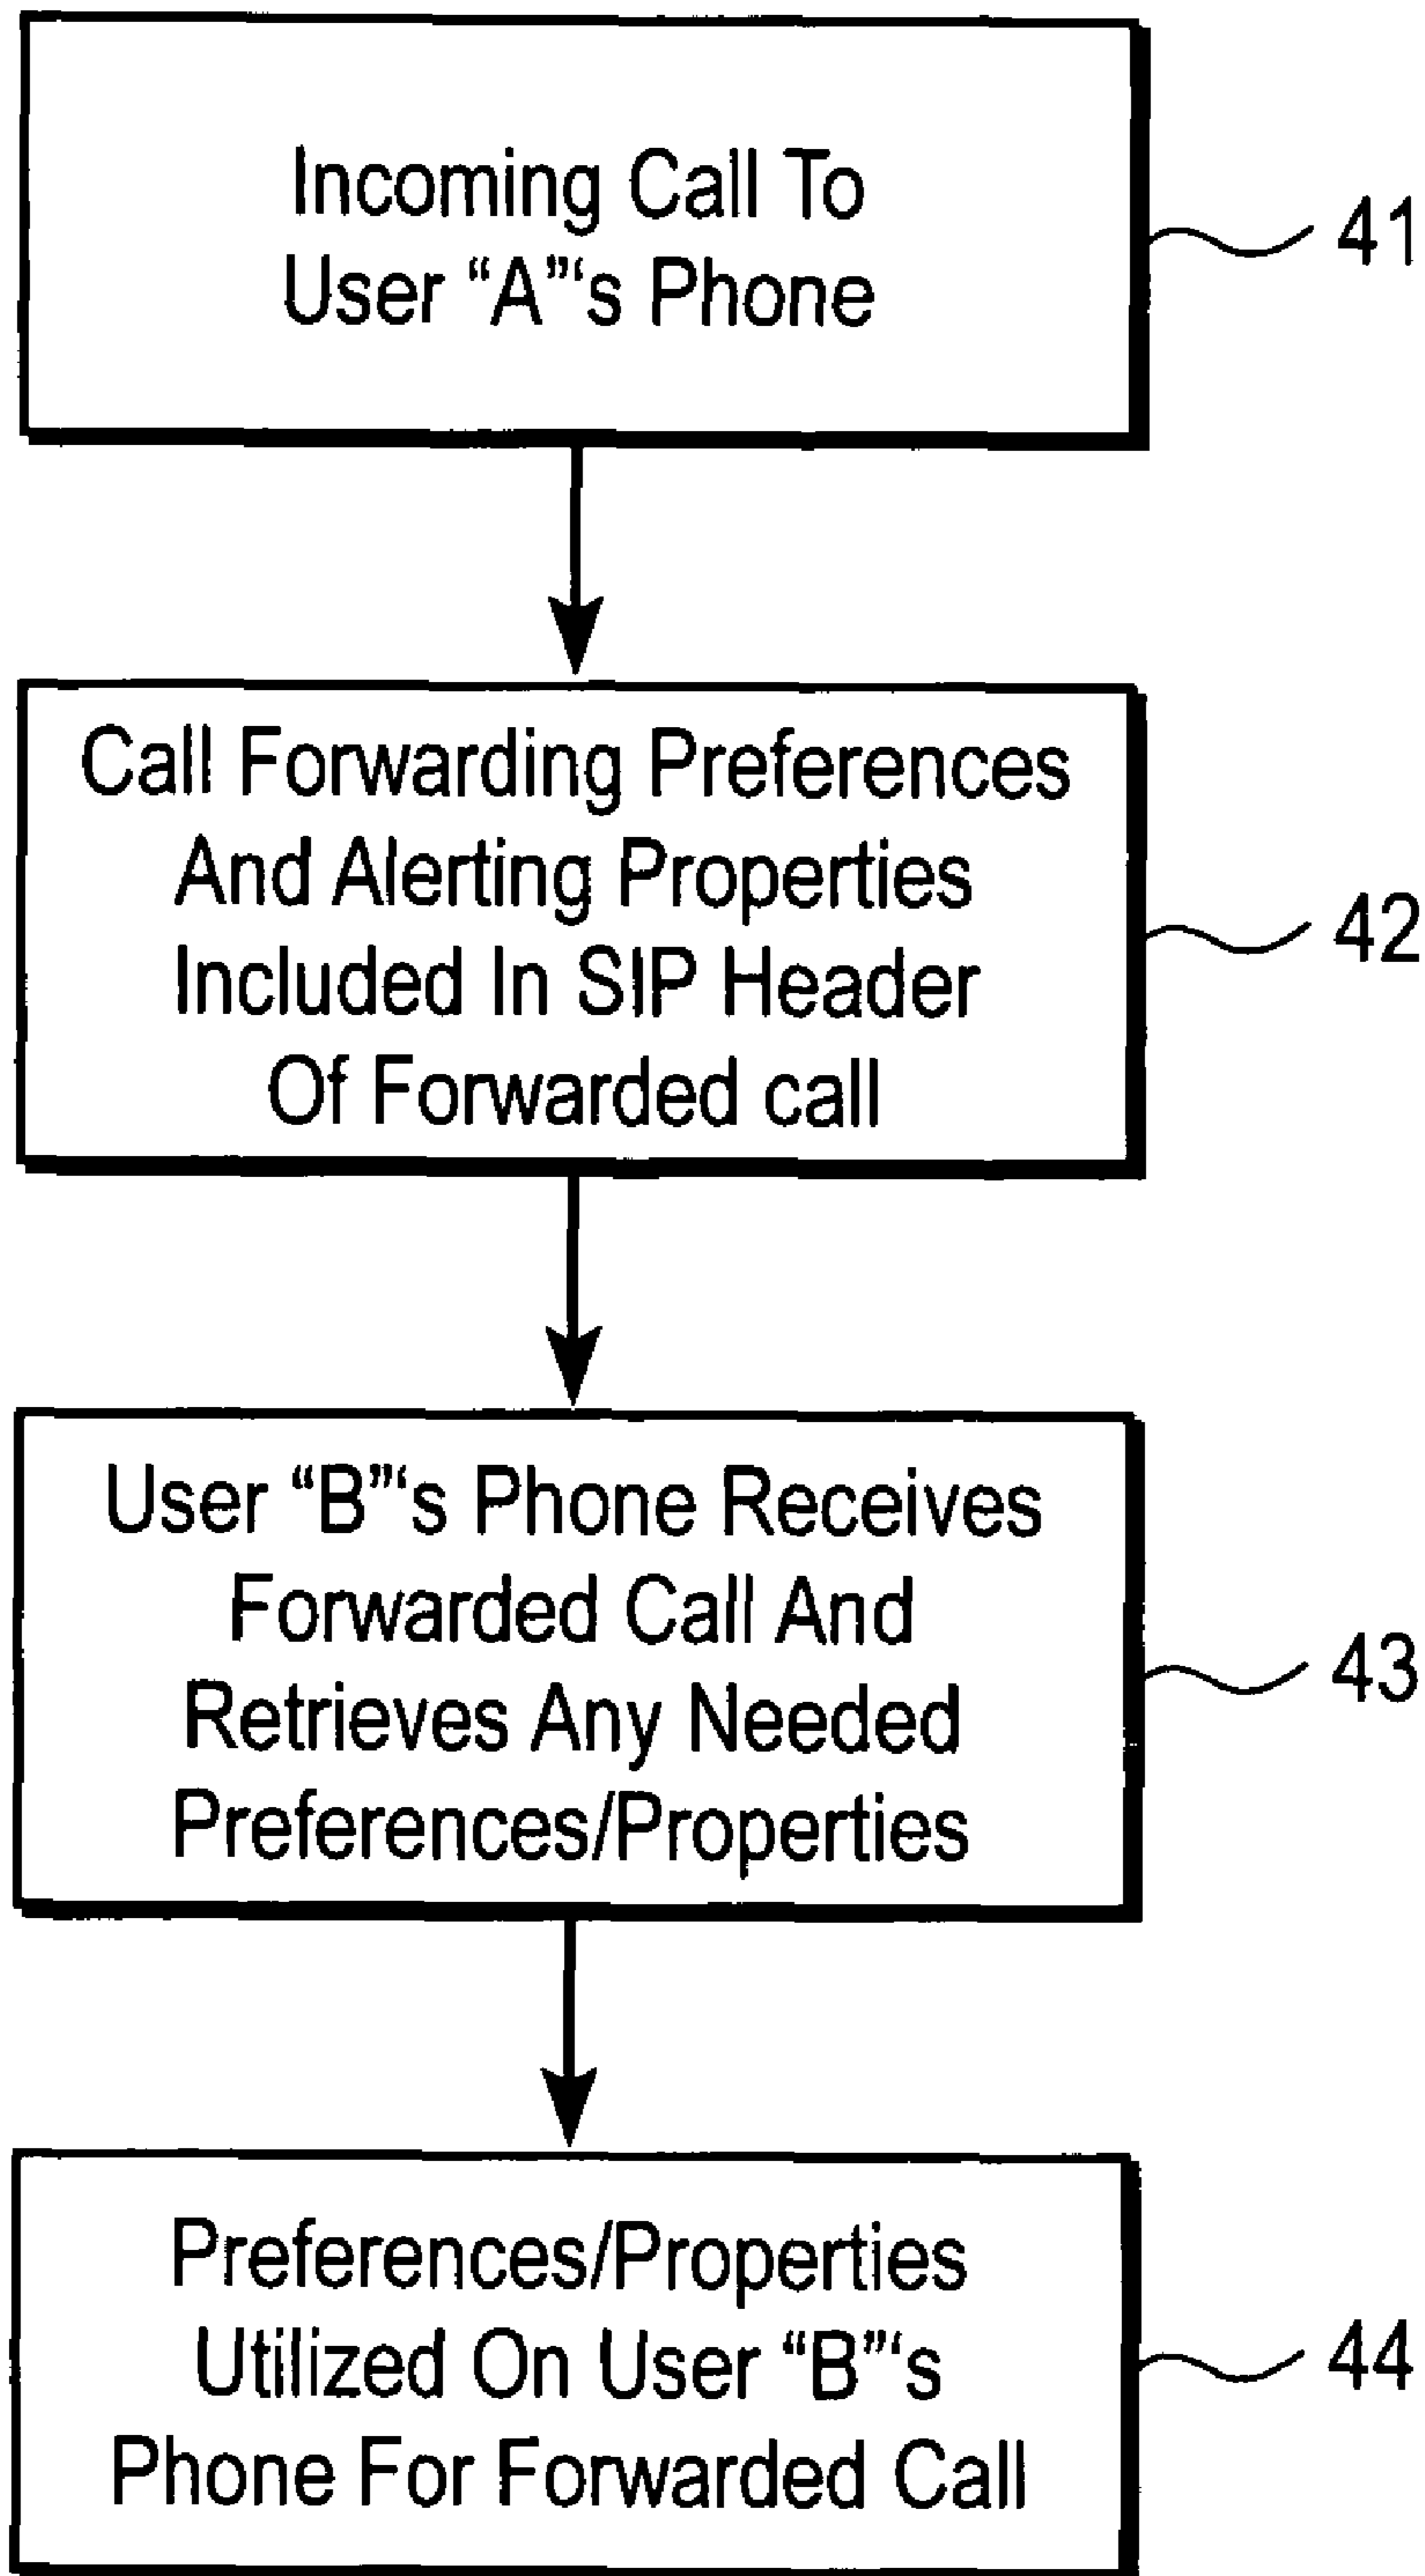 Incoming Call To
User “A”‘s Phone
41
Call Forwarding Preferences
And Alerting Properties
Included In SIP Header
Of Forwarded call
42
User “B”‘s Phone Receives
Forwarded Call And
Retrieves Any Needed
Preferences/Properties
43
Preferences/Properties
Utilized On User “B”‘s
Phone For Forwarded Call
44